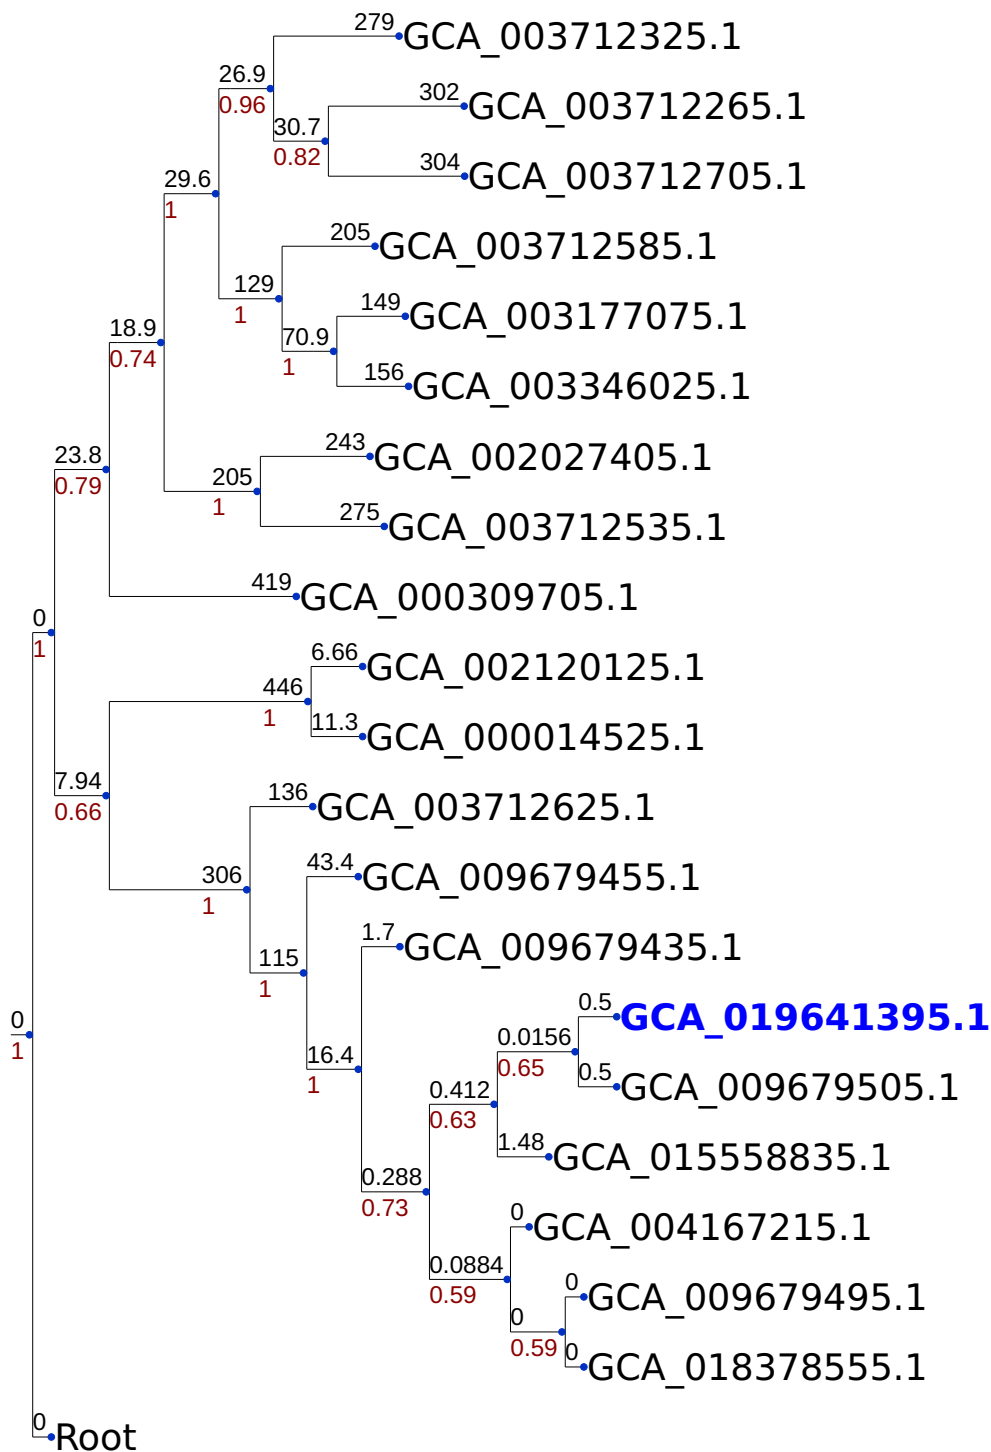 279 GCA_003712325.1
26.9
0.96
302 GCA_003712265.1
30.7
0.82
304 GCA_003712705.1
29.6
1
205 GCA_003712585.1
129
1
149 GCA_003177075.1
18.9
70.9
0.74
1
156 GCA_003346025.1
243 GCA_002027405.1
23.8
205
0.79
1
275 GCA_003712535.1
419 GCA_000309705.1
0
1
6.66 GCA_002120125.1
446
1
11.3 GCA_000014525.1
7.94
0.66
136 GCA_003712625.1
306
1
43.4 GCA_009679455.1
1.7 GCA_009679435.1
115
1
0.5 GCA_019641395.1
0
1
0.0156
0.65
16.4
1
0.5 GCA_009679505.1
0.412
0.63
1.48 GCA_015558835.1
0.288
0.73
0 GCA_004167215.1
0.0884
0.59
0 GCA_009679495.1
0
0.59
0 GCA_018378555.1
0 Root